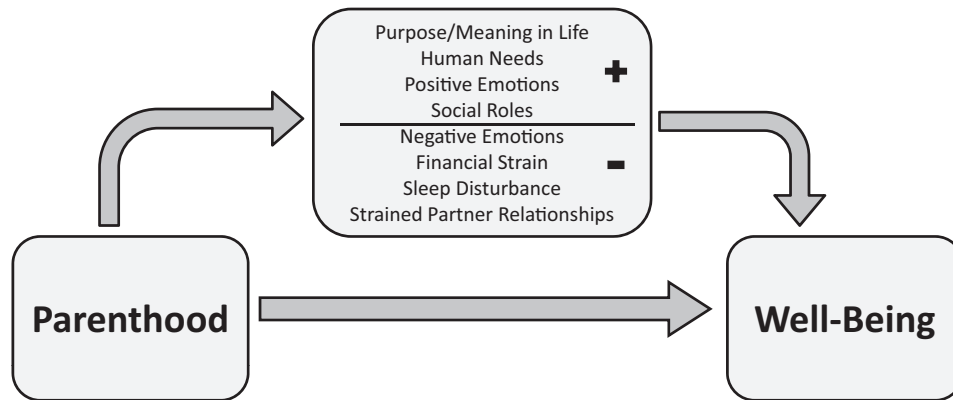 Purpose/Meaning in Life
Human Needs
+
Positive Emotions
Social Roles
Negative Emotions
Financial Strain
-
Sleep Disturbance
Strained Partner Relationships
Parenthood
Well-Being